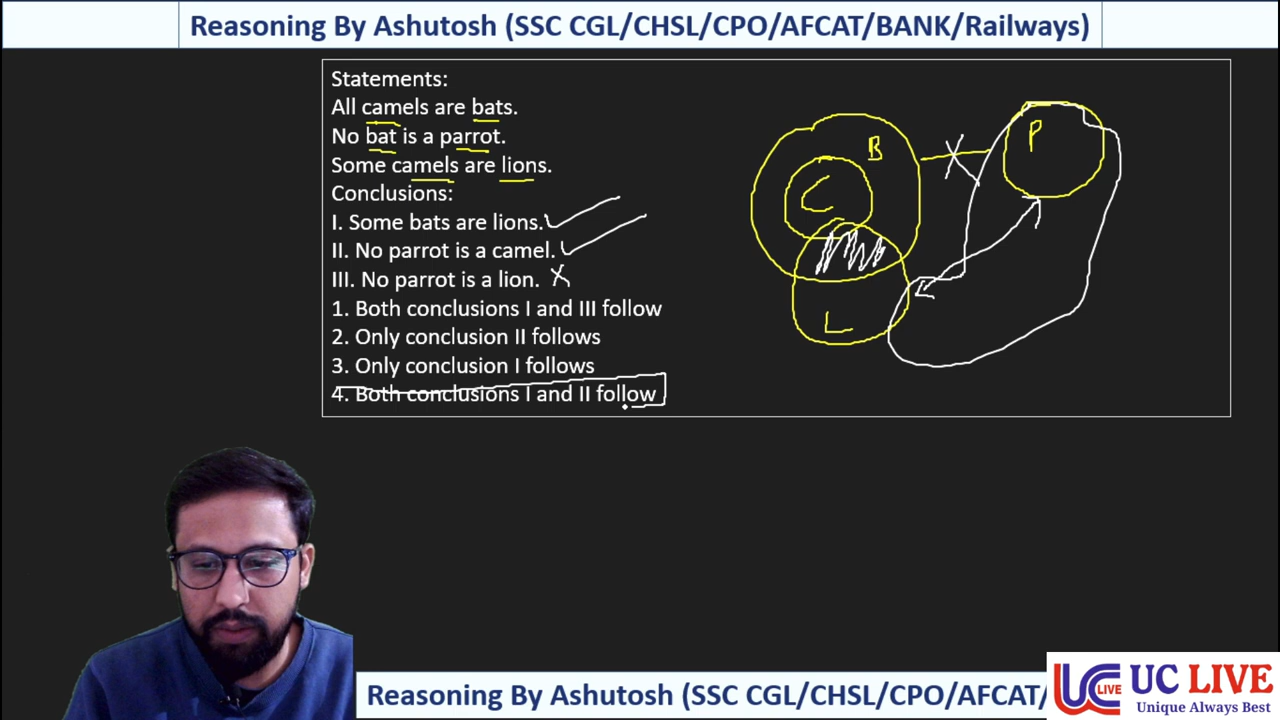 Reasoning By Ashutosh (SSC CGL/CHSL/CPO/AFCAT/BANK/Railways)
Statements:
All camels are bats.
No bat is a parrot.
Some camels are lions.
Conclusions:
I. Some bats are lions.
II. No parrot is a camel.
III. No parrot is a lion.
1. Both conclusions I and III follow
2. Only conclusion II follows
3. Only conclusion I follows
4. Both conclusions I and II follow
B
P
C
L
Reasoning By Ashutosh (SSC CGL/CHSL/CPO/AFCAT/
UC LIVE
LIVE
Unique Always Best